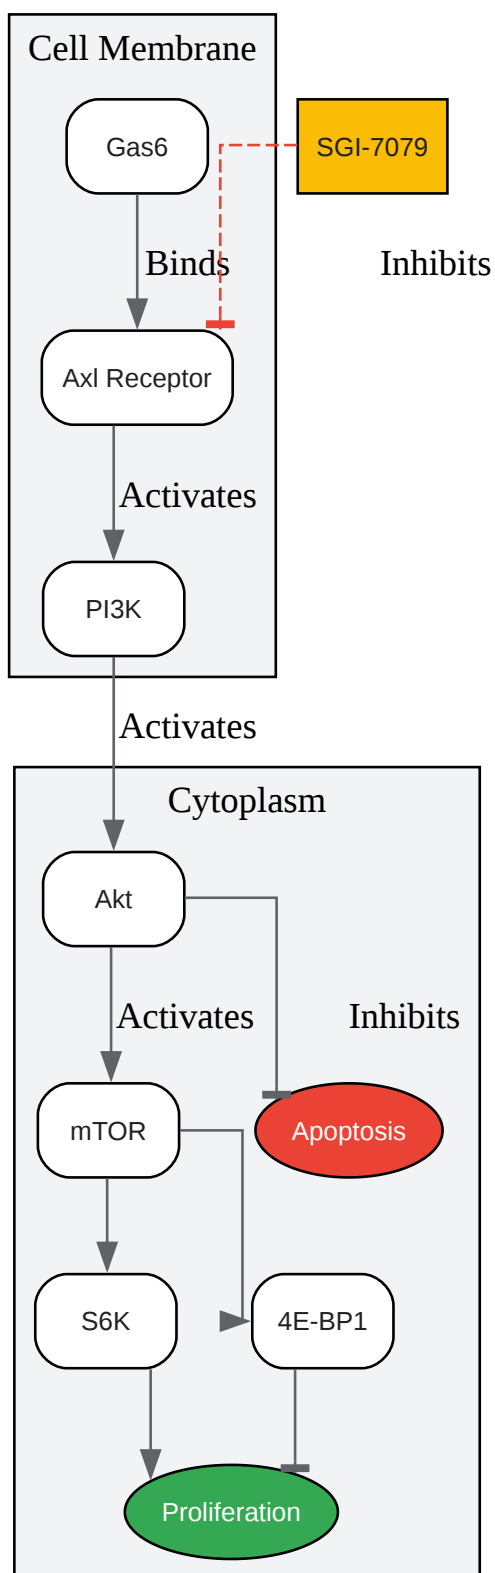 Cell Membrane
Gas6
SGI-7079
Binds
Inhibits
Axl Receptor
Activates
PI3K
Activates
Cytoplasm
Akt
Activates
Inhibits
mTOR
Apoptosis
S6K
4E-BP1
Proliferation